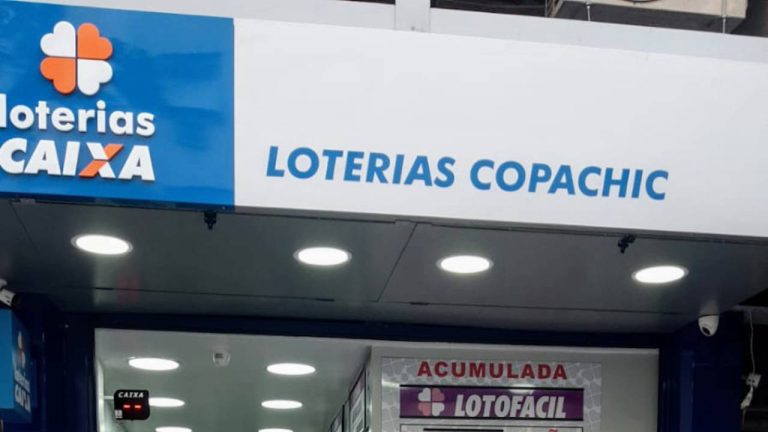 loterias
CAIXA
LOTERIAS COPACHIC
CAIXA
ACUMULADA
LOTOFÁCIL